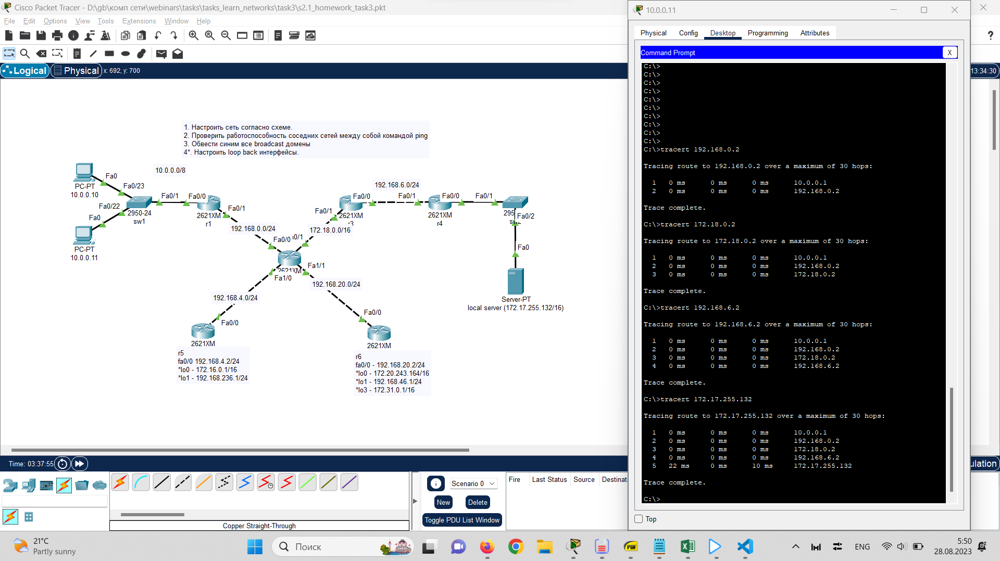 Cisco Packet Tracer - D:\gb\комп сети\webinars\tasks\tasks_learn_networks\task3\s2.1_homework_task3.pkt
File Edit Options View Tools Extensions Window Help
?
Logical Physical x: 692, y: 700
13:34:30
1. Настроить сеть согласно схеме.
2. Проверить работоспособность соседних сетей между собой командой ping
3. Обвести синим все broadcast домены
4*. Настроить loop back интерфейсы.
10.0.0.0/8
Fa0
PC-PT
10.0.0.10
Fa0/23
Fa0/22
Fa0
PC-PT
10.0.0.11
2950-24
sw1
Fa0/1
Fa0/0
2621XM
r1
Fa0/1
192.168.0.0/24
Fa0/0
0/1
2621XM
Fa1/0
Fa1/1
172.18.0.0/16
Fa0/1
2621XM
r3
Fa0/0
192.168.6.0/24
Fa0/1
Fa0/0
2621XM
r4
Fa0/1
295
Fa0/2
Fa0
Server-PT
local server (172.17.255.132/16)
192.168.4.0/24
Fa0/0
2621XM
r5
fa0/0 192.168.4.2/24
*lo0 - 172.16.0.1/16
*lo1 - 192.168.236.1/24
192.168.20.0/24
Fa0/0
2621XM
r6
fa0/0 - 192.168.20.2/24
*lo0 - 172.20.243.164/16
*lo1 - 192.168.46.1/24
*lo3 - 172.31.0.1/16
Time: 03:37:55
ulation
Scenario 0
New Delete
Toggle PDU List Window
Fire Last Status Source Destinati
Copper Straight-Through
10.0.0.11
Physical Config Desktop Programming Attributes
Command Prompt
X
C:\>
C:\>
C:\>
C:\>
C:\>
C:\>
C:\>
C:\>
C:\>
C:\>
C:\>tracert 192.168.0.2
Tracing route to 192.168.0.2 over a maximum of 30 hops:
1 0 ms 0 ms 0 ms 10.0.0.1
2 0 ms 0 ms 0 ms 192.168.0.2
Trace complete.
C:\>tracert 172.18.0.2
Tracing route to 172.18.0.2 over a maximum of 30 hops:
1 0 ms 0 ms 0 ms 10.0.0.1
2 0 ms 0 ms 0 ms 192.168.0.2
3 0 ms 0 ms 0 ms 172.18.0.2
Trace complete.
C:\>tracert 192.168.6.2
Tracing route to 192.168.6.2 over a maximum of 30 hops:
1 0 ms 0 ms 0 ms 10.0.0.1
2 0 ms 0 ms 0 ms 192.168.0.2
3 0 ms 0 ms 0 ms 172.18.0.2
4 0 ms 0 ms 0 ms 192.168.6.2
Trace complete.
C:\>tracert 172.17.255.132
Tracing route to 172.17.255.132 over a maximum of 30 hops:
1 0 ms 0 ms 0 ms 10.0.0.1
2 0 ms 0 ms 0 ms 192.168.0.2
3 0 ms 0 ms 0 ms 172.18.0.2
4 0 ms 0 ms 0 ms 192.168.6.2
5 22 ms 0 ms 10 ms 172.17.255.132
Trace complete.
C:\>
Top
21°C
Partly sunny
Поиск
PDF
ENG
5:50
28.08.2023